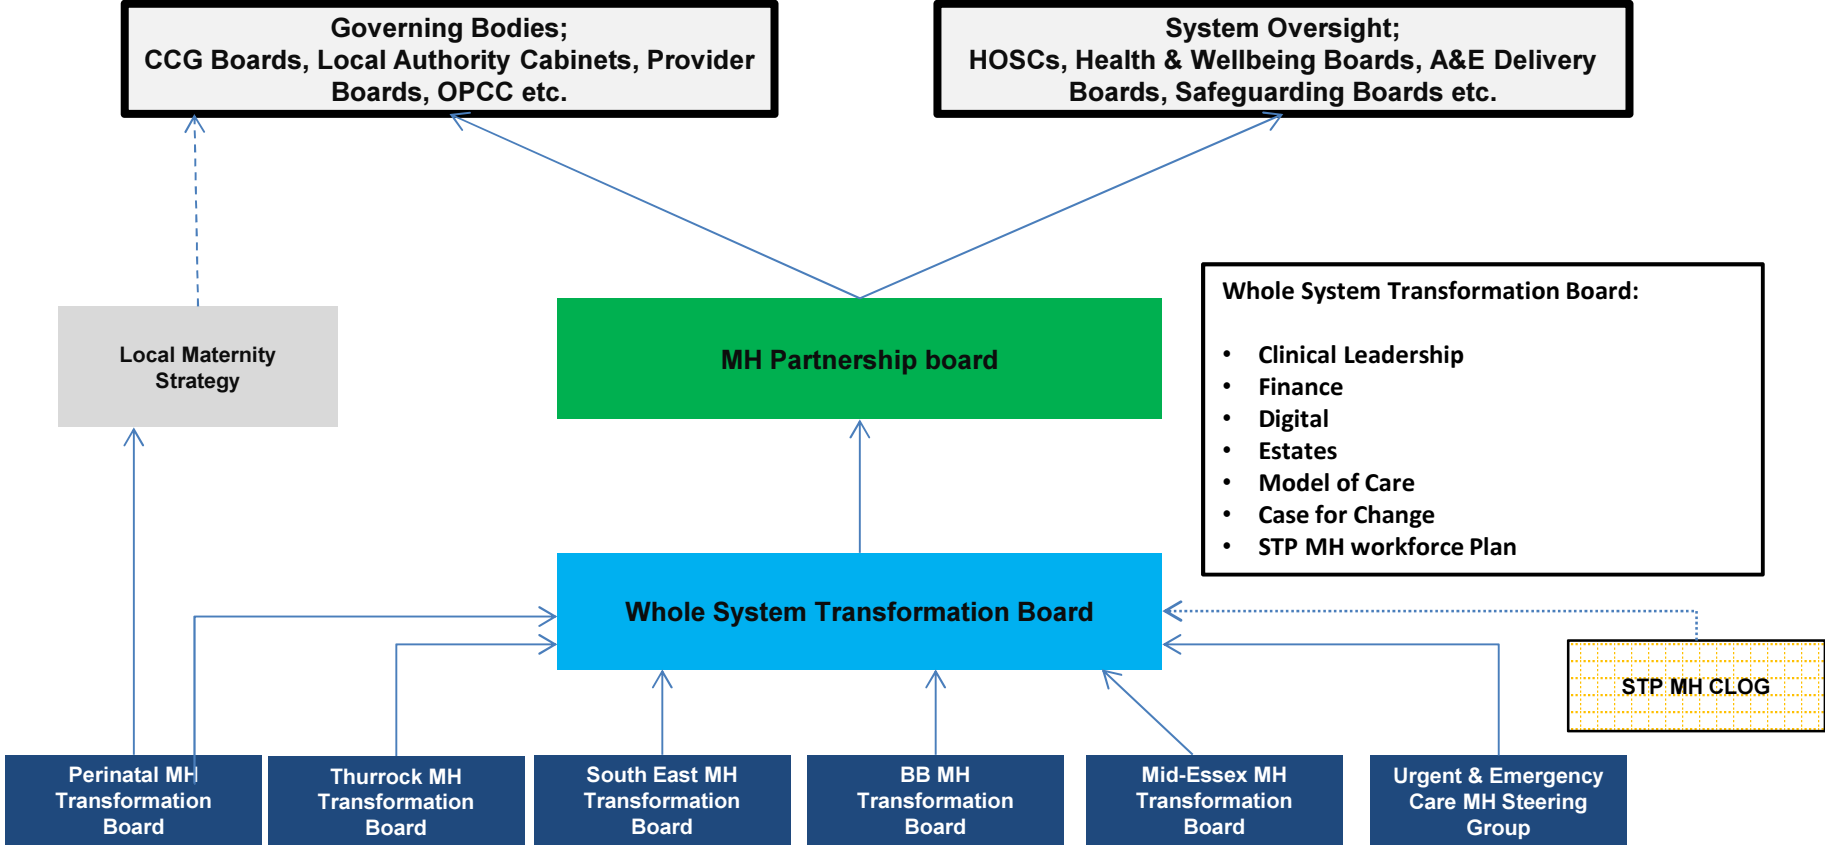 Governing Bodies;
CCG Boards, Local Authority Cabinets, Provider
Boards, OPCC etc.
System Oversight;
HOSCs, Health & Wellbeing Boards, A&E Delivery
Boards, Safeguarding Boards etc.
Local Maternity
Strategy
MH Partnership board
Whole System Transformation Board:
• Clinical Leadership
• Finance
• Digital
• Estates
• Model of Care
• Case for Change
• STP MH workforce Plan
Whole System Transformation Board
STP MH CLOG
Perinatal MH
Transformation
Board
Thurrock MH
Transformation
Board
South East MH
Transformation
Board
BB MH
Transformation
Board
Mid-Essex MH
Transformation
Board
Urgent & Emergency
Care MH Steering
Group